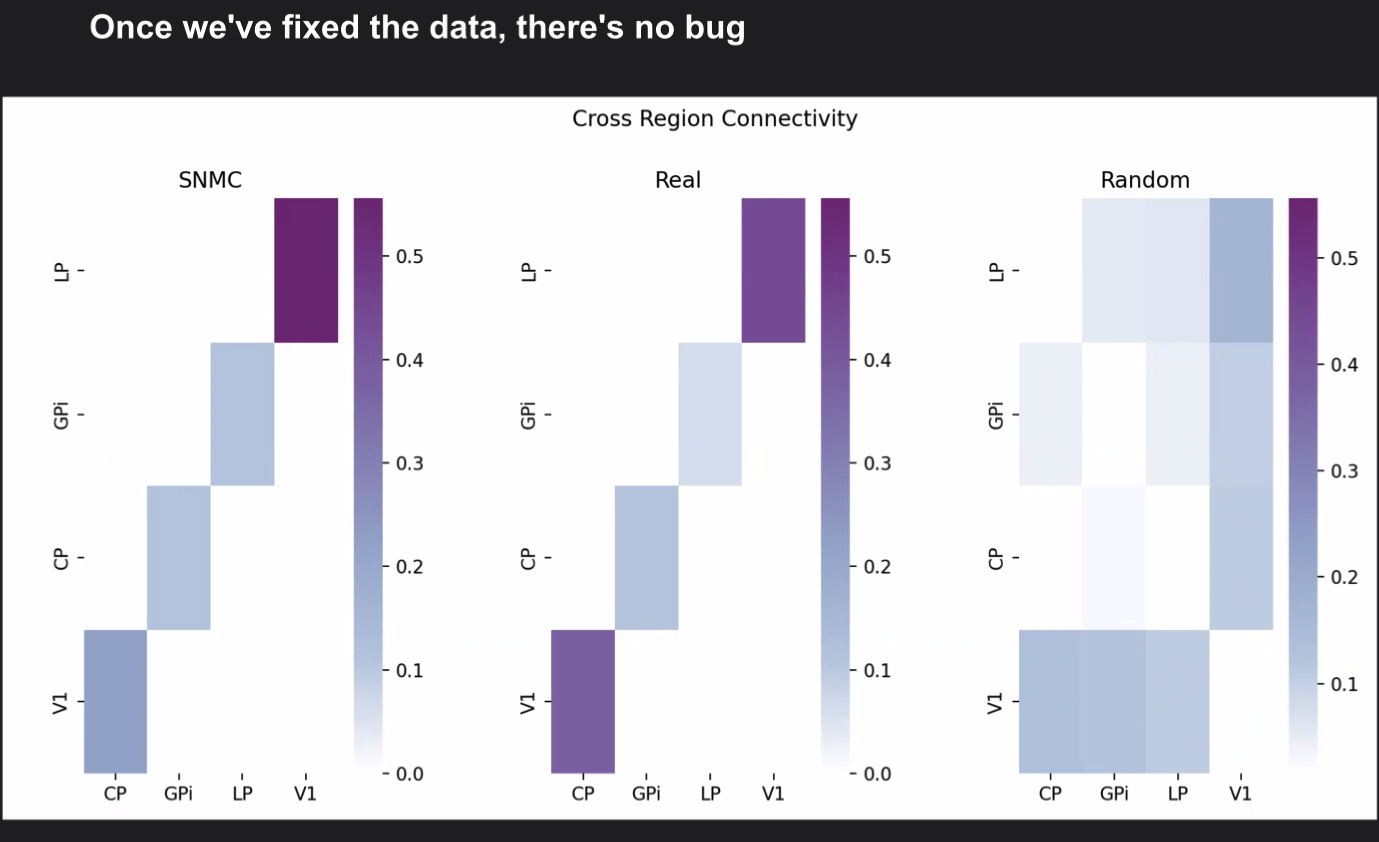 Once we've fixed the data, there's no bug
Cross Region Connectivity
SNMC
LP
GPi
CP
V1
CP GPi LP V1
0.5
0.4
0.3
0.2
0.1
0.0
Real
LP
GPi
CP
V1
CP GPi LP V1
0.5
0.4
0.3
0.2
0.1
0.0
Random
LP
GPi
CP
V1
CP GPi LP V1
0.5
0.4
0.3
0.2
0.1